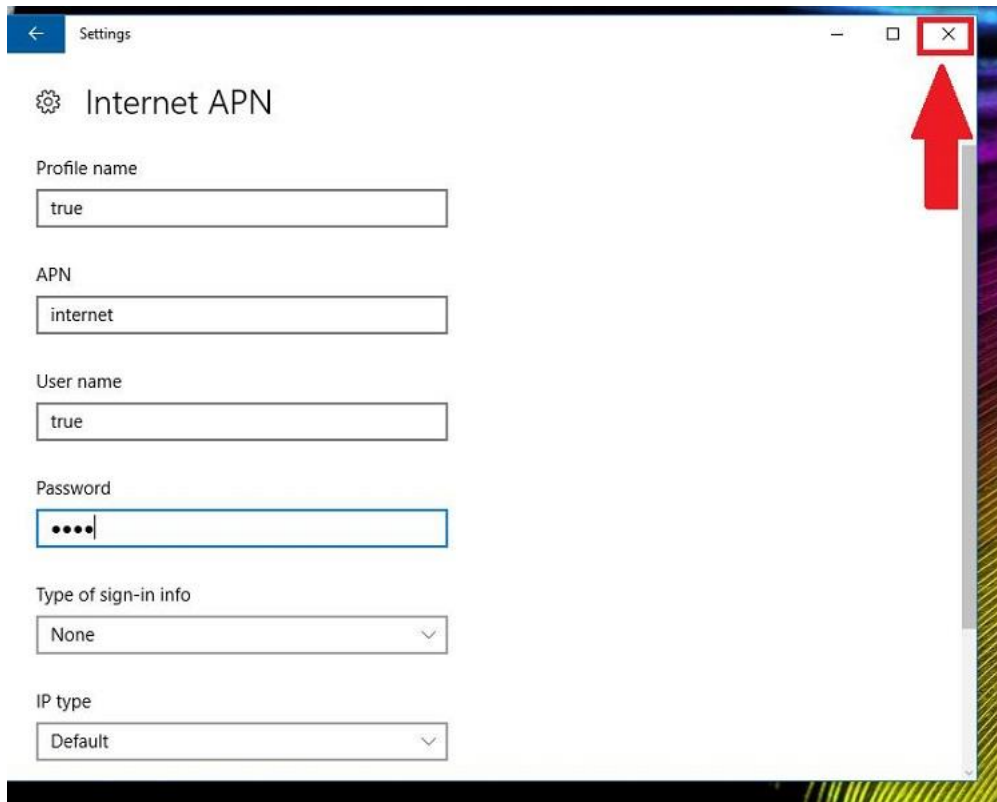 Settings
Internet APN
Profile name
true
APN
internet
User name
true
Password
••••
Type of sign-in info
None
IP type
Default